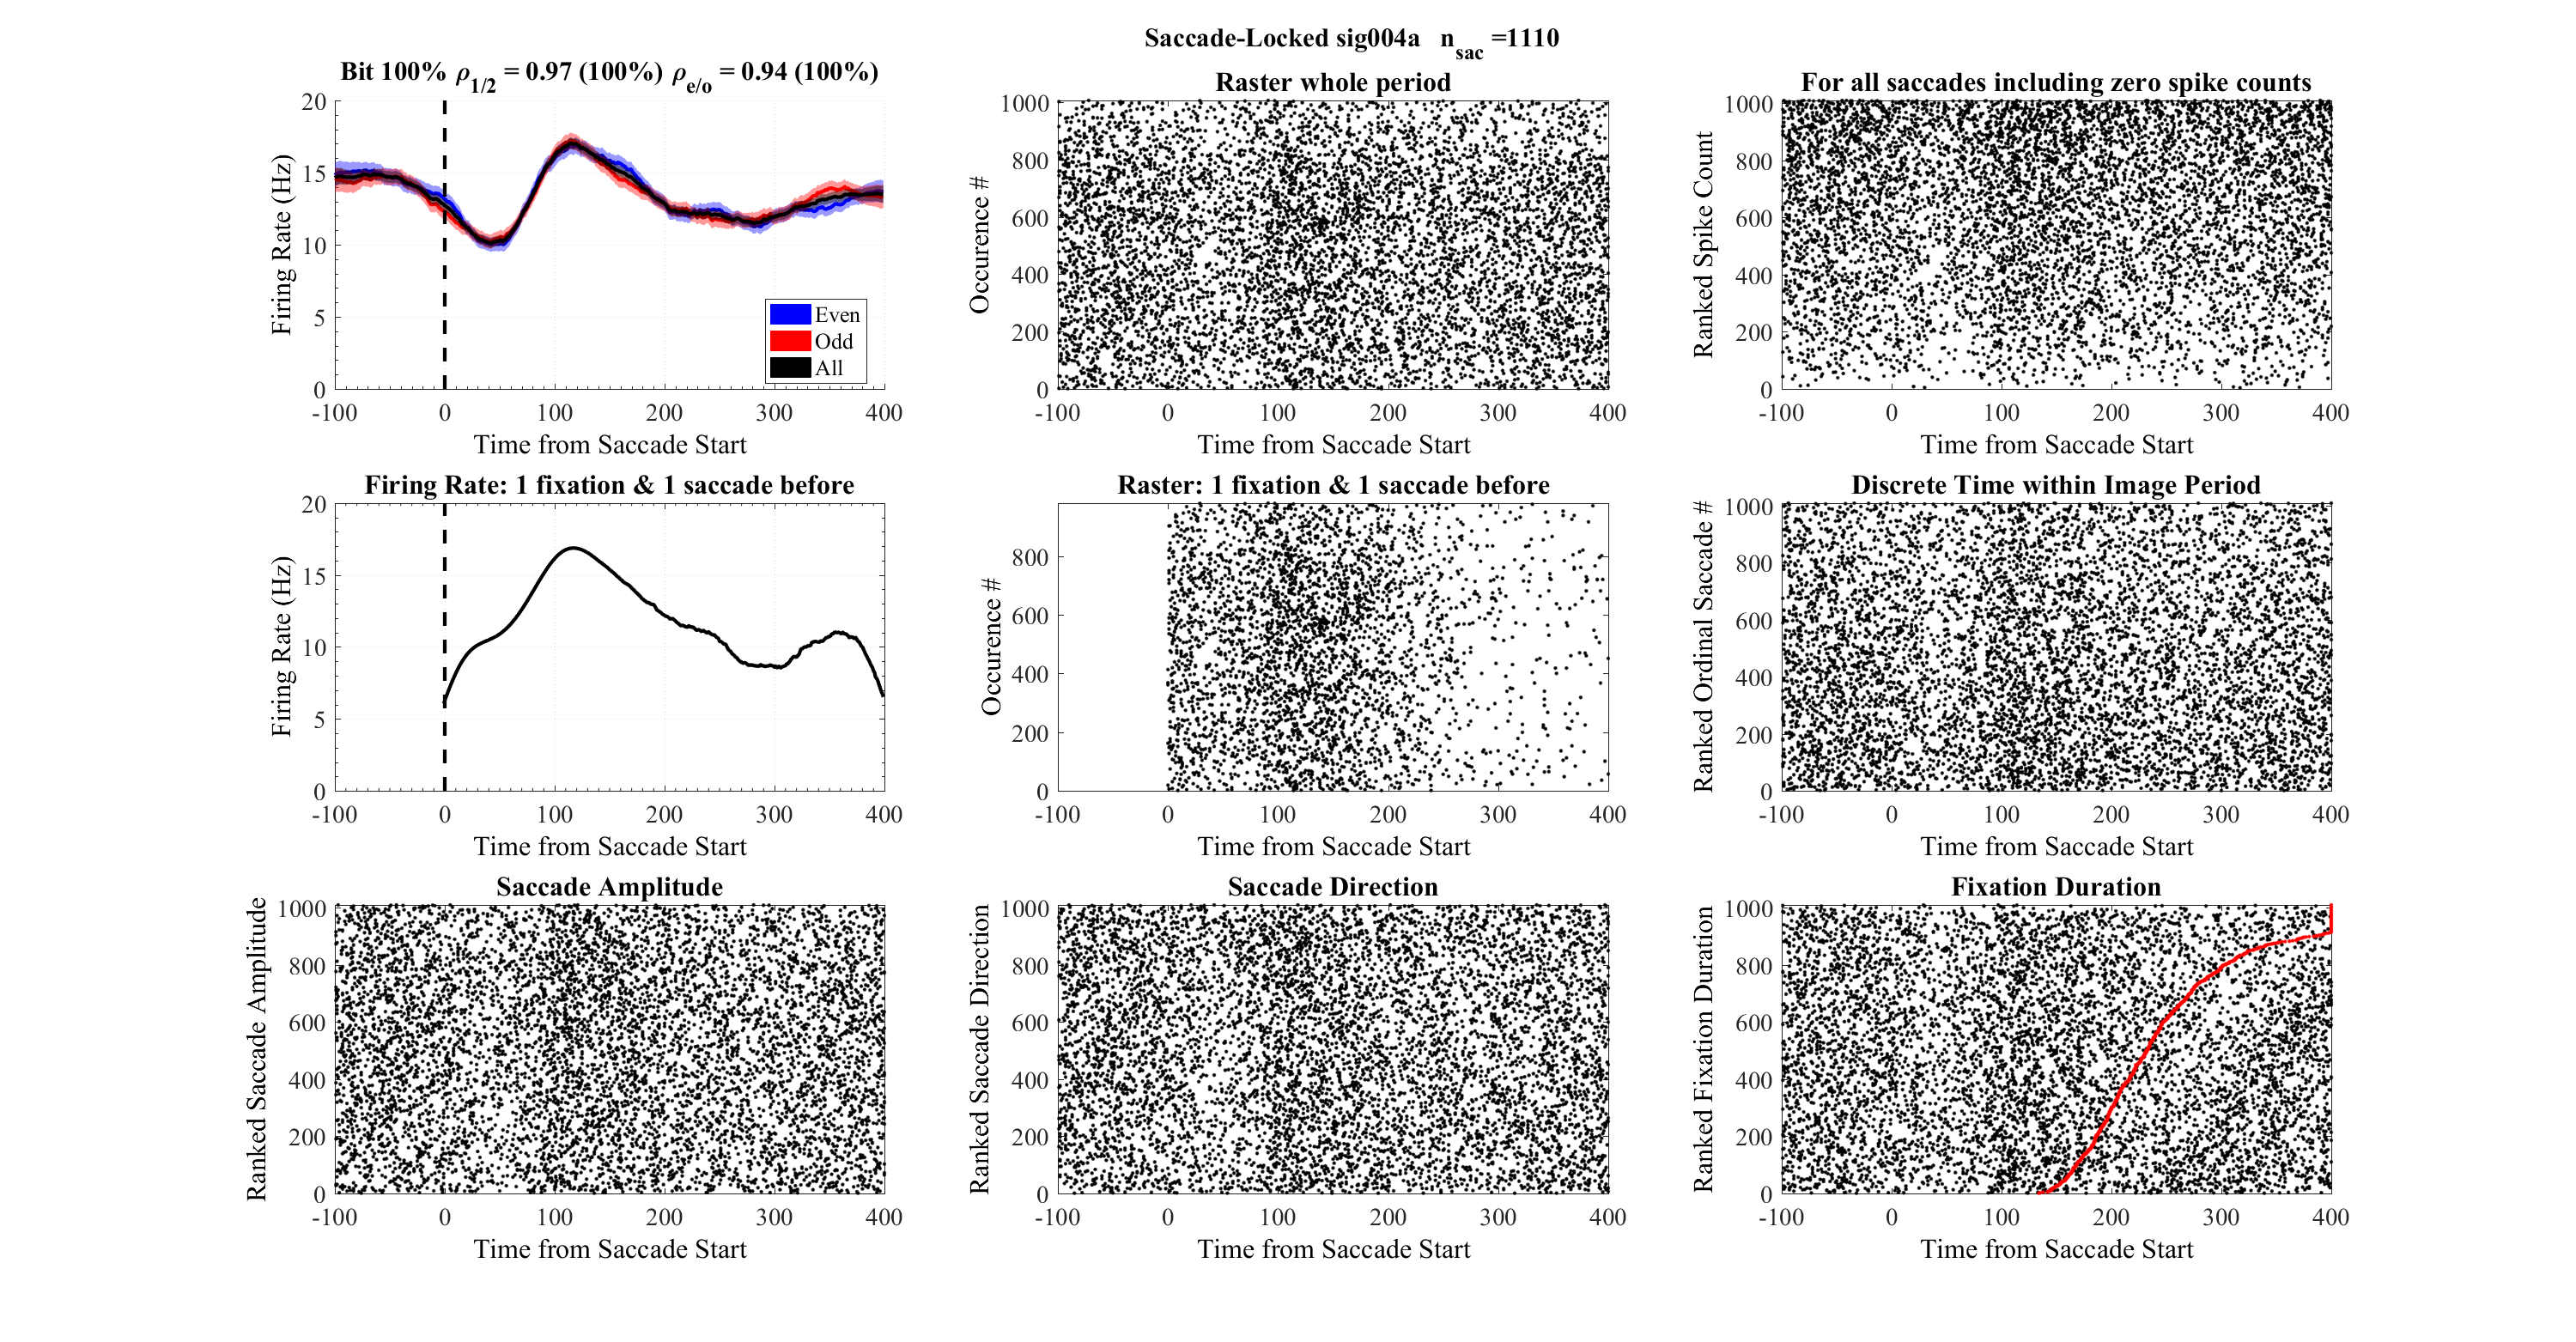 Saccade-Locked sig004a n_sac =1110
Bit 100% ρ_1/2 = 0.97 (100%) ρ_e/o = 0.94 (100%)
20
15
10
5
0
Firing Rate (Hz)
Even
Odd
All
-100 0 100 200 300 400
Time from Saccade Start
Raster whole period
1000
800
600
400
200
0
Occurence #
-100 0 100 200 300 400
Time from Saccade Start
For all saccades including zero spike counts
1000
800
600
400
200
0
Ranked Spike Count
-100 0 100 200 300 400
Time from Saccade Start
Firing Rate: 1 fixation & 1 saccade before
20
15
10
5
0
Firing Rate (Hz)
-100 0 100 200 300 400
Time from Saccade Start
Raster: 1 fixation & 1 saccade before
800
600
400
200
0
Occurence #
-100 0 100 200 300 400
Time from Saccade Start
Discrete Time within Image Period
1000
800
600
400
200
0
Ranked Ordinal Saccade #
-100 0 100 200 300 400
Time from Saccade Start
Saccade Amplitude
1000
800
600
400
200
0
Ranked Saccade Amplitude
-100 0 100 200 300 400
Time from Saccade Start
Saccade Direction
1000
800
600
400
200
0
Ranked Saccade Direction
-100 0 100 200 300 400
Time from Saccade Start
Fixation Duration
1000
800
600
400
200
0
Ranked Fixation Duration
-100 0 100 200 300 400
Time from Saccade Start